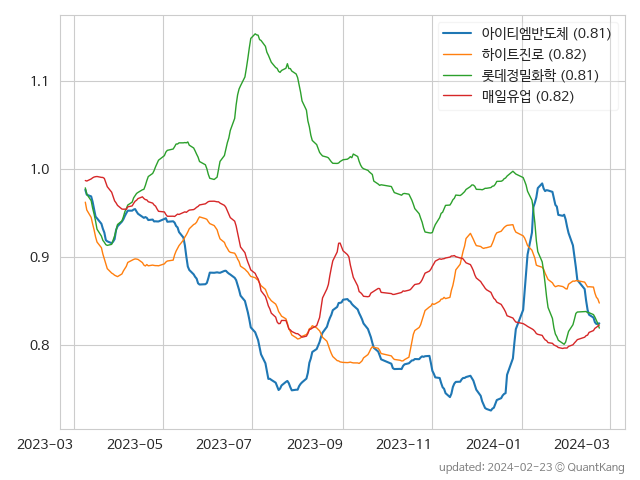 아이티엠반도체 (0.81)
하이트진로 (0.82)
롯데정밀화학 (0.81)
매일유업 (0.82)
1.1
1.0
0.9
0.8
2023-03 2023-05 2023-07 2023-09 2023-11 2024-01 2024-03
updated: 2024-02-23 © QuantKang